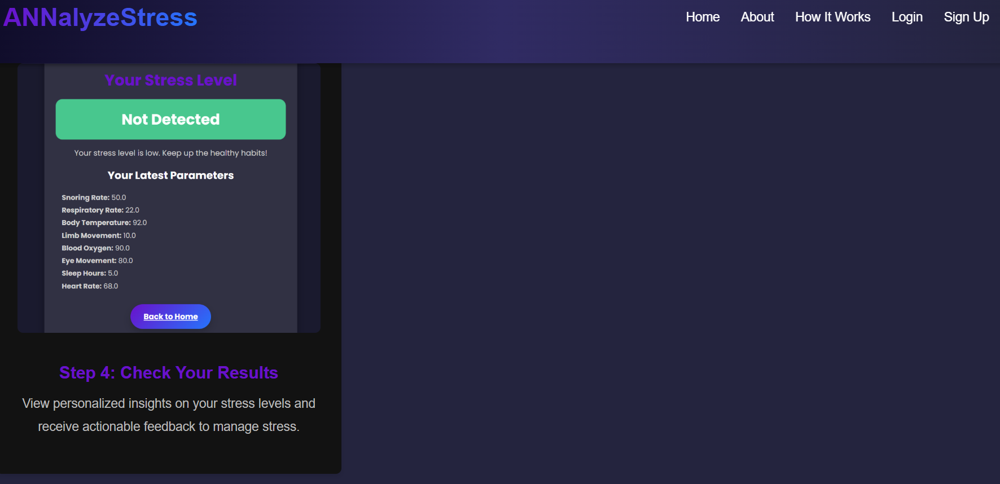 ANNalyzeStress
Home
About
How It Works
Login
Sign Up
Your Stress Level
Not Detected
Your stress level is low. Keep up the healthy habits!
Your Latest Parameters
Snoring Rate: 50.0
Respiratory Rate: 22.0
Body Temperature: 92.0
Limb Movement: 10.0
Blood Oxygen: 90.0
Eye Movement: 80.0
Sleep Hours: 5.0
Heart Rate: 68.0
Back to Home
Step 4: Check Your Results
View personalized insights on your stress levels and
receive actionable feedback to manage stress.